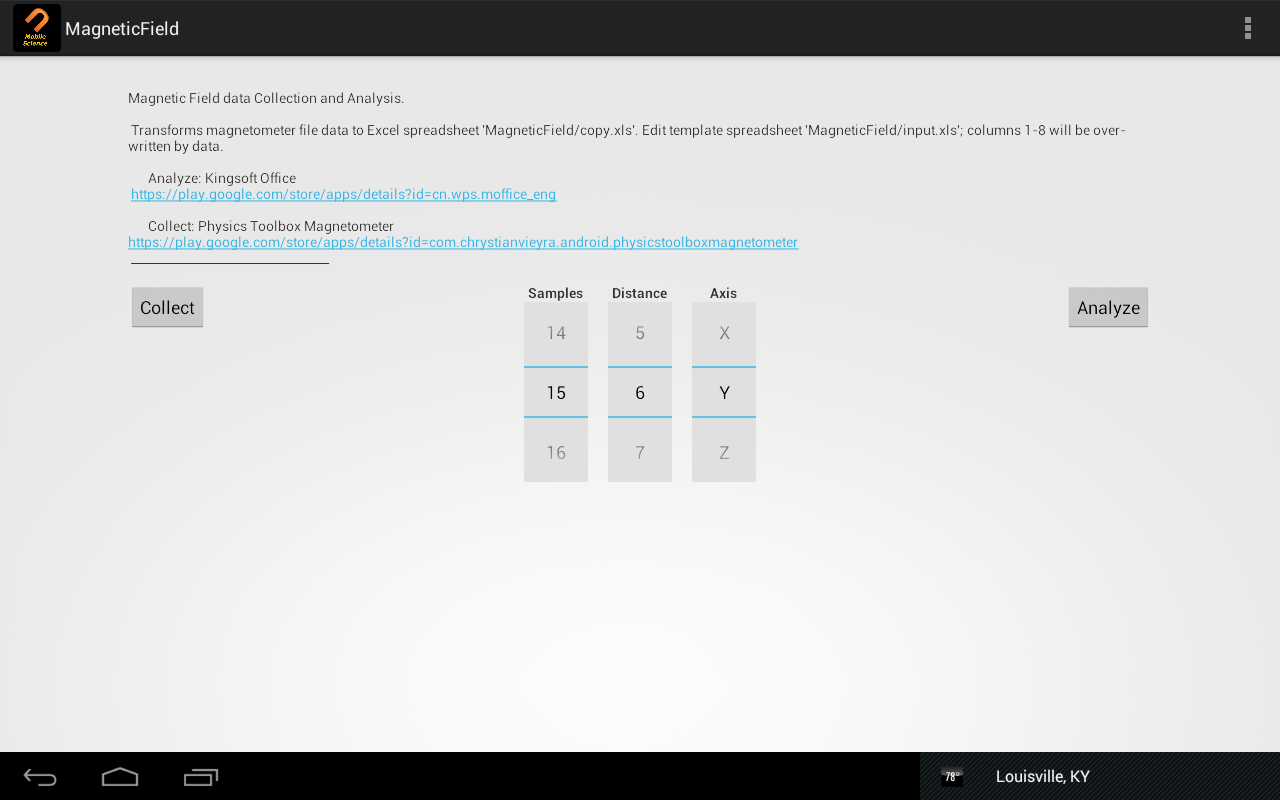 Mobile
Science
MagneticField
Magnetic Field data Collection and Analysis.
Transforms magnetometer file data to Excel spreadsheet 'MagneticField/copy.xls'. Edit template spreadsheet 'MagneticField/input.xls'; columns 1-8 will be over-
written by data.
Analyze: Kingsoft Office
https://play.google.com/store/apps/details?id=cn.wps.moffice_eng
Collect: Physics Toolbox Magnetometer
https://play.google.com/store/apps/details?id=com.chrystianvieyra.android.physicstoolboxmagnetometer
Collect
Samples Distance Axis
14 5 X
15 6 Y
16 7 Z
Analyze
78° Louisville, KY